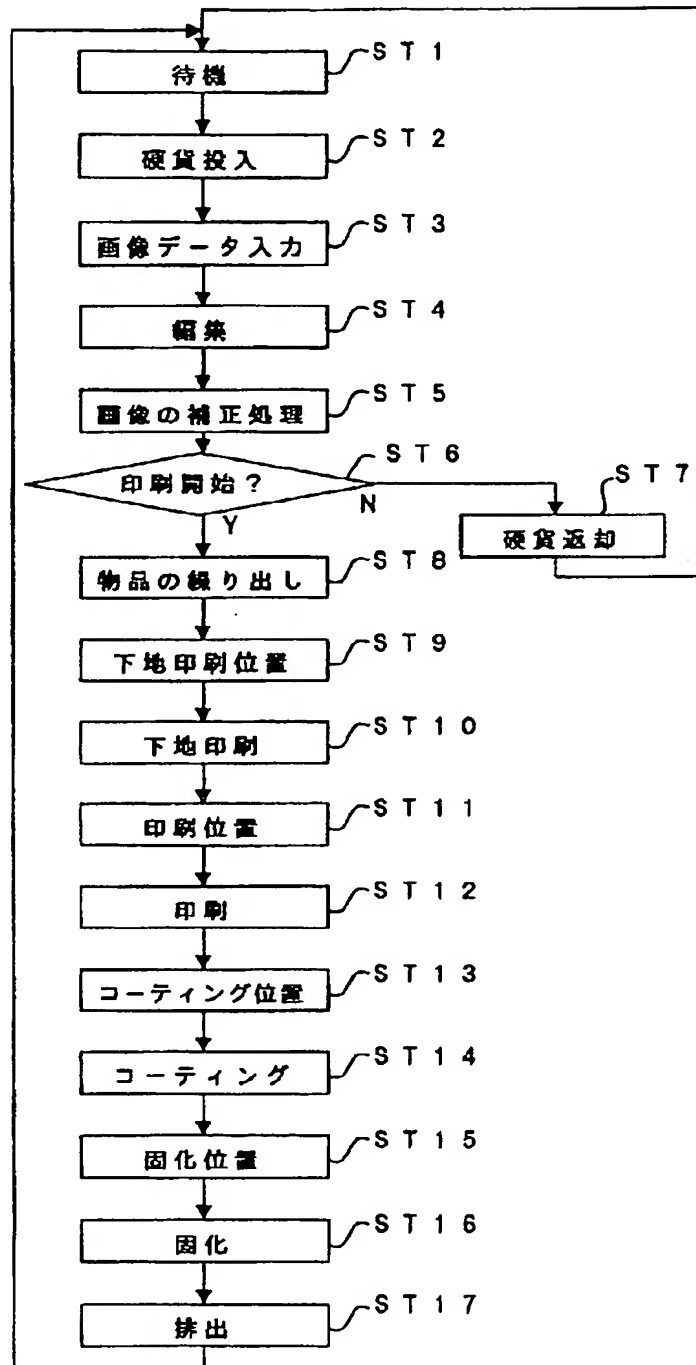 待機
ST1
硬貨投入
ST2
画像データ入力
ST3
編集
ST4
画像の補正処理
ST5
印刷開始?
ST6
N
Y
硬貨返却
ST7
物品の繰り出し
ST8
下地印刷位置
ST9
下地印刷
ST10
印刷位置
ST11
印刷
ST12
コーティング位置
ST13
コーティング
ST14
固化位置
ST15
固化
ST16
排出
ST17